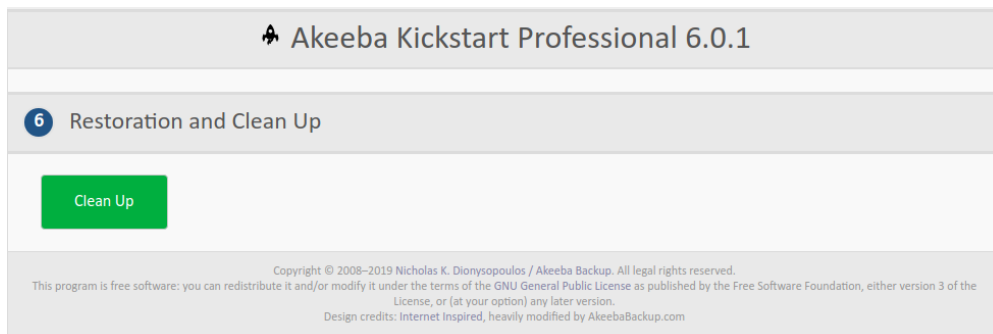 Akeeba Kickstart Professional 6.0.1
6 Restoration and Clean Up
Clean Up
Copyright © 2008–2019 Nicholas K. Dionysopoulos / Akeeba Backup. All legal rights reserved.
This program is free software: you can redistribute it and/or modify it under the terms of the GNU General Public License as published by the Free Software Foundation, either version 3 of the
License, or (at your option) any later version.
Design credits: Internet Inspired, heavily modified by AkeebaBackup.com